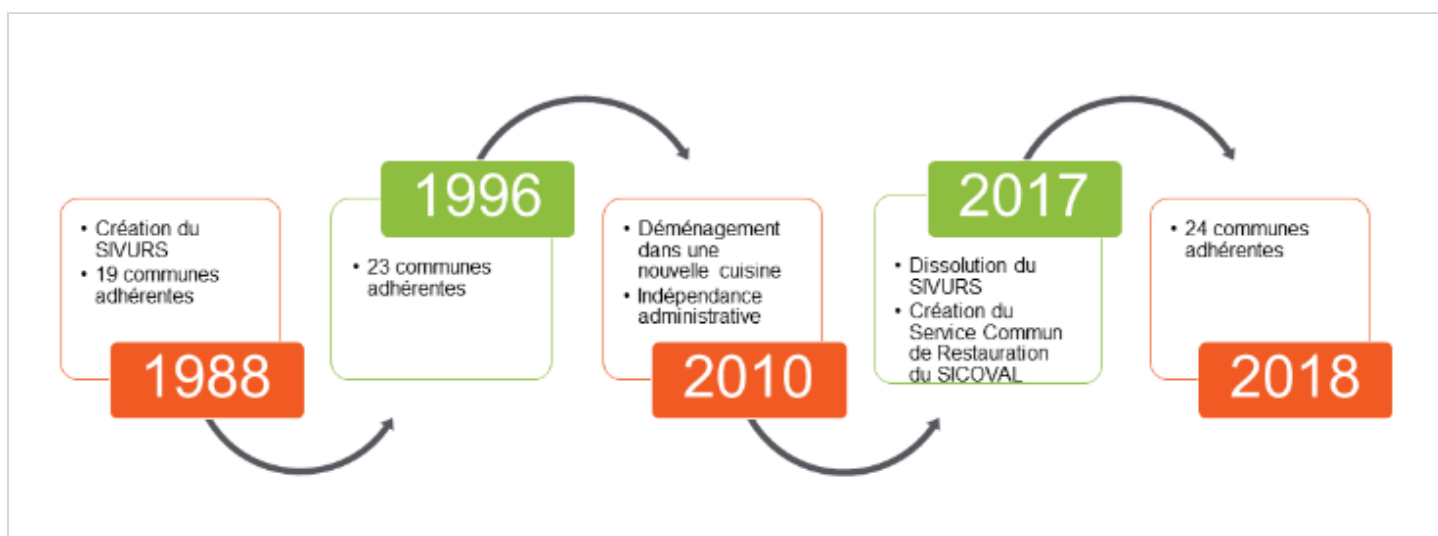 • Création du
SIVURS
• 19 communes
adhérentes
1988
1996
• 23 communes
adhérentes
• Déménagement
dans une
nouvelle cuisine
• Indépendance
administrative
2010
2017
• Dissolution du
SIVURS
• Création du
Service Commun
de Restauration
du SICOVAL
• 24 communes
adhérentes
2018